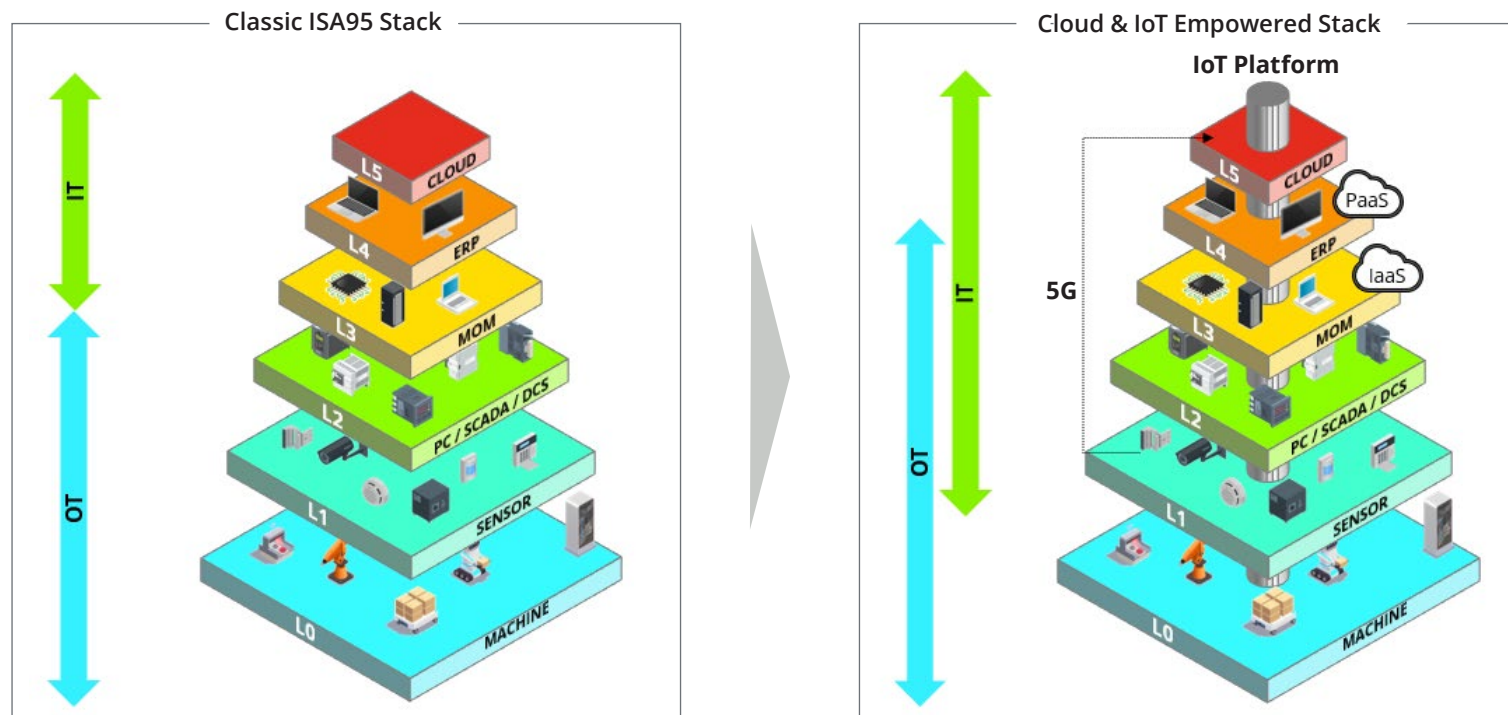 Classic ISA95 Stack
IT
OT
L5
CLOUD
L4
ERP
L3
MOM
L2
PC / SCADA / DCS
L1
SENSOR
L0
MACHINE
Cloud & IoT Empowered Stack
IoT Platform
IT
OT
5G
L5
CLOUD
PaaS
L4
ERP
IaaS
L3
MOM
L2
PC / SCADA / DCS
L1
SENSOR
L0
MACHINE